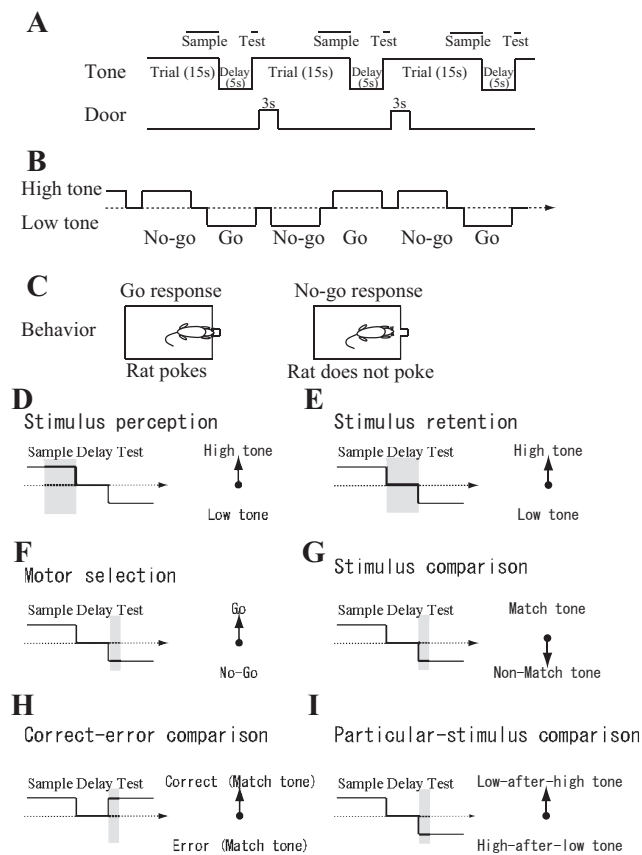 A
Sample Test Sample Test Sample Test
Tone Trial (15s) Delay (5s) Trial (15s) Delay (5s) Trial (15s) Delay (5s)
3s 3s
Door
B
High tone
Low tone
No-go Go No-go Go No-go Go
C
Go response No-go response
Behavior
Rat pokes Rat does not poke
D E
Stimulus perception Stimulus retention
Sample Delay Test High tone Sample Delay Test High tone
Low tone Low tone
F G
Motor selection Stimulus comparison
Sample Delay Test Go Sample Delay Test Match tone
No-Go Non-Match tone
H I
Correct-error comparison Particular-stimulus comparison
Sample Delay Test Correct (Match tone) Sample Delay Test Low-after-high tone
Error (Match tone) High-after-low tone